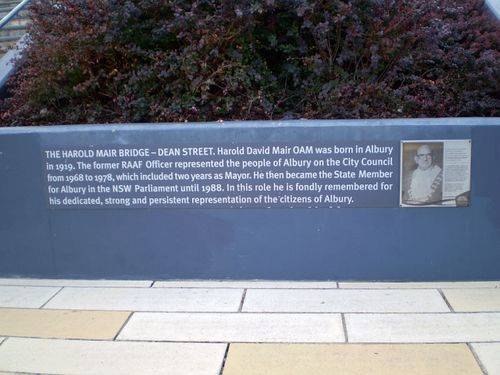 THE HAROLD MAIR BRIDGE – DEAN STREET. Harold David Mair OAM was born in Albury
in 1919. The former RAAF Officer represented the people of Albury on the City Council
from 1968 to 1978, which included two years as Mayor. He then became the State Member
for Albury in the NSW Parliament until 1988. In this role he is fondly remembered for
his dedicated, strong and persistent representation of the citizens of Albury.